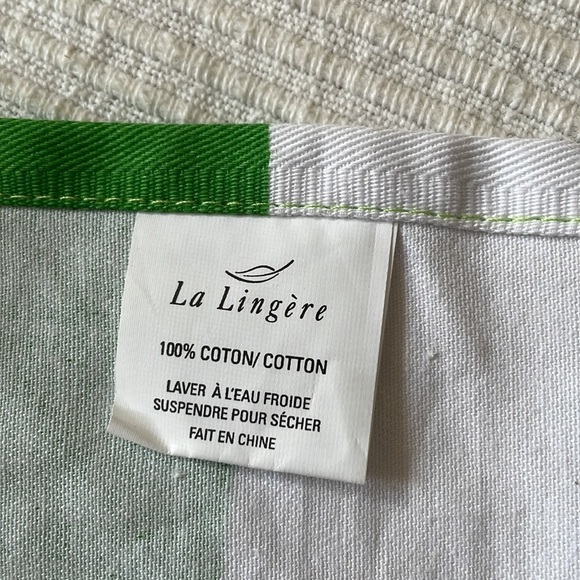 La Lingère
100% COTON/ COTTON
LAVER À L'EAU FROIDE
SUSPENDRE POUR SÉCHER
FAIT EN CHINE